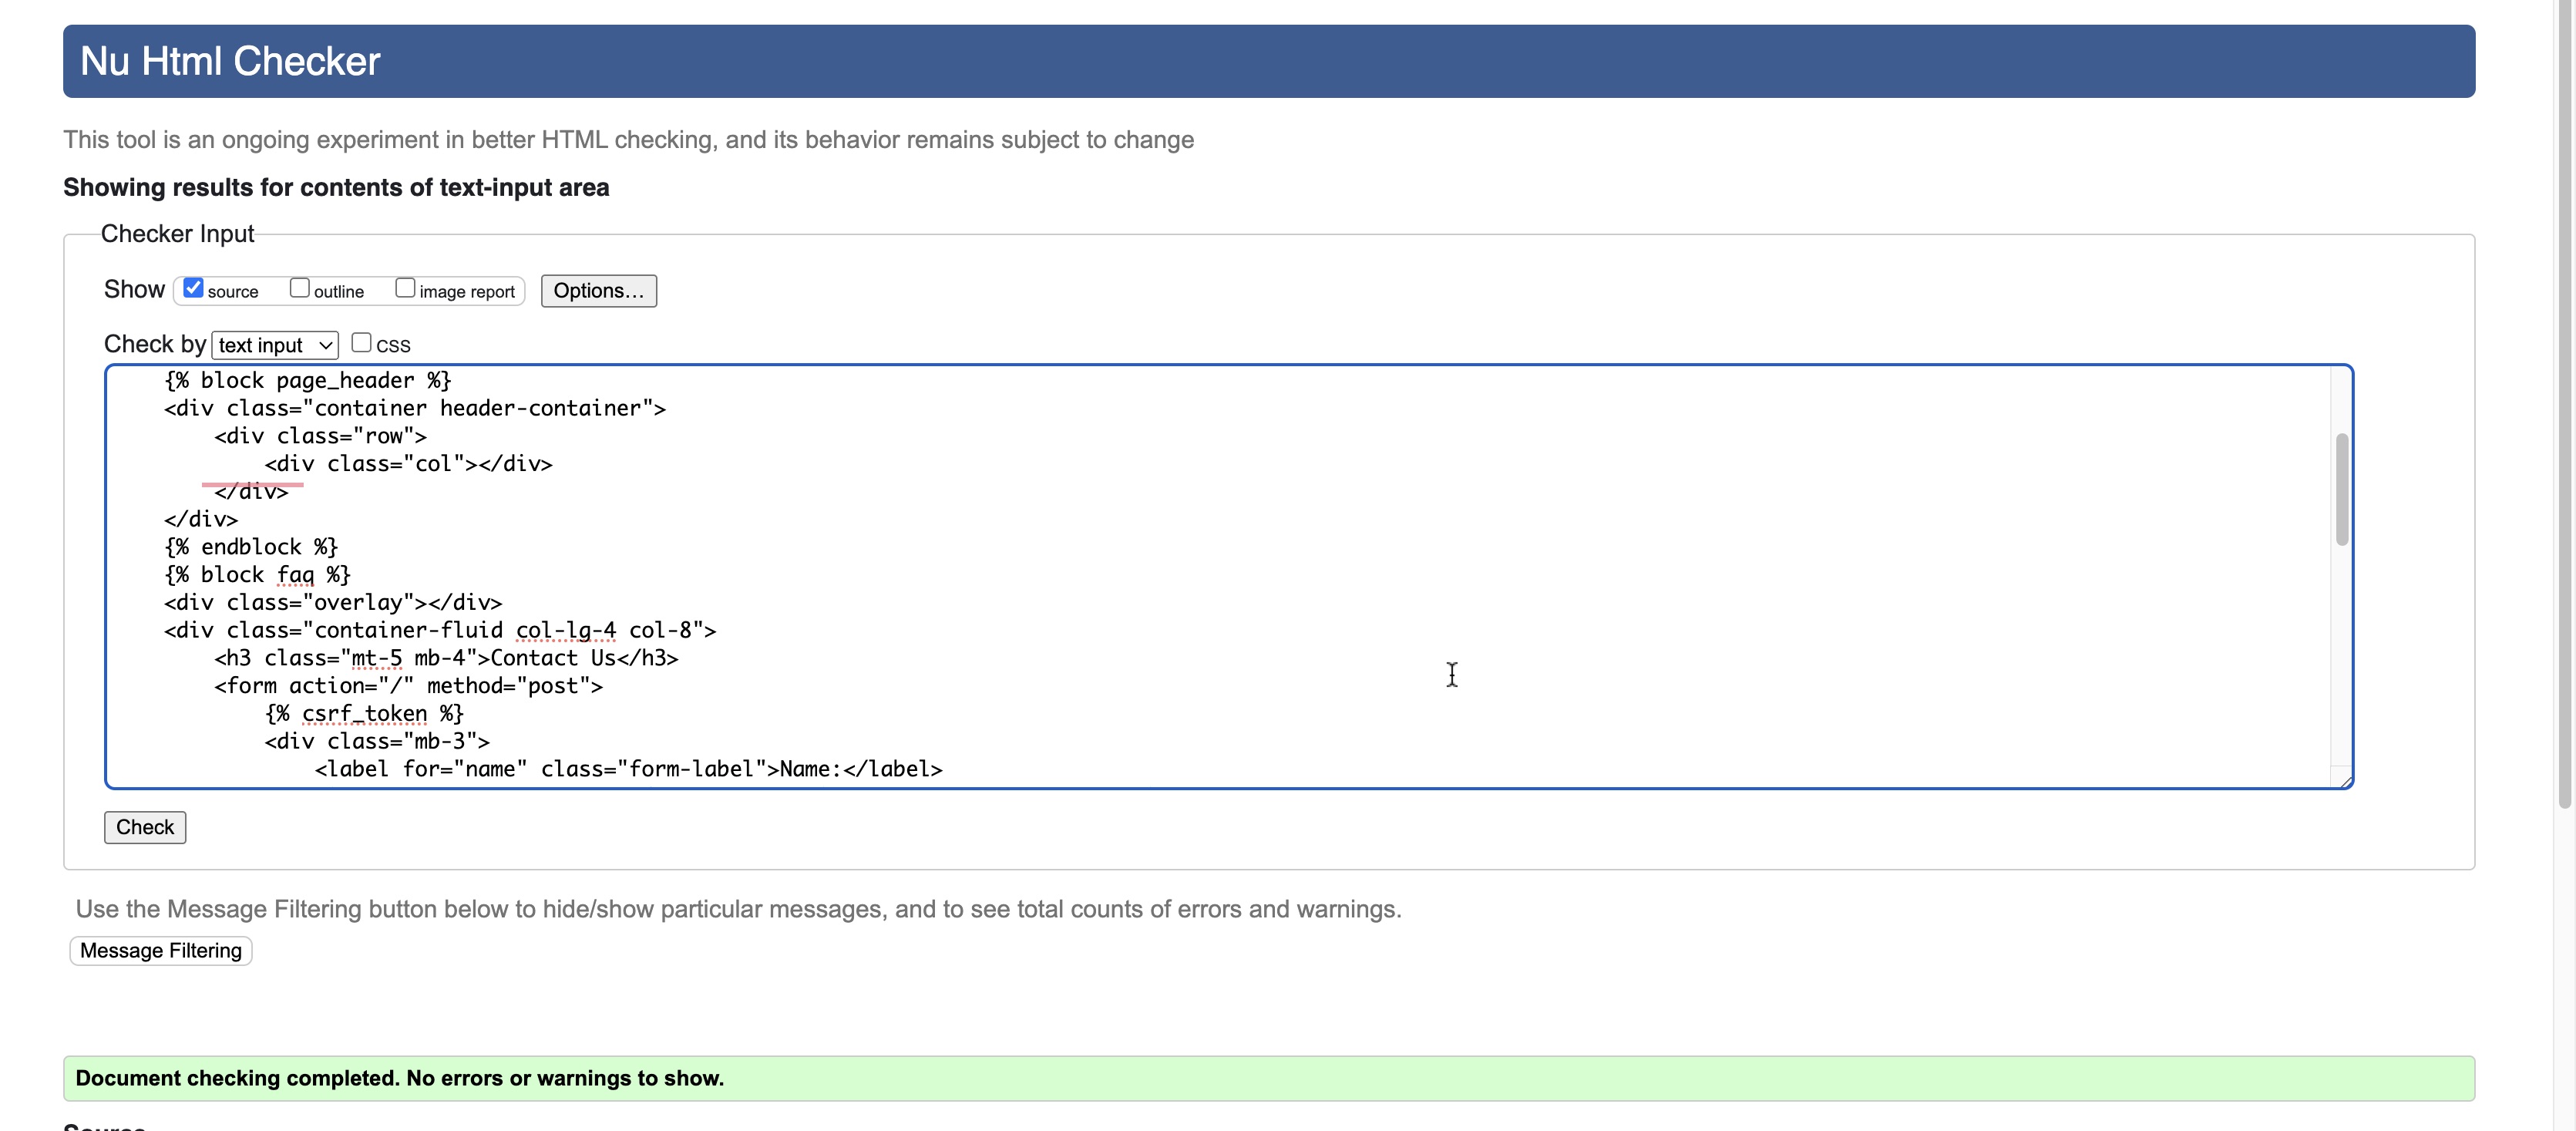 Nu Html Checker
This tool is an ongoing experiment in better HTML checking, and its behavior remains subject to change
Showing results for contents of text-input area
Checker Input
Show source outline image report Options...
Check by text input CSS
{% block page_header %}
<div class="container header-container">
<div class="row">
<div class="col"></div>
</div>
</div>
{% endblock %}
{% block faq %}
<div class="overlay"></div>
<div class="container-fluid col-lg-4 col-8">
<h3 class="mt-5 mb-4">Contact Us</h3>
<form action="/" method="post">
{% csrf_token %}
<div class="mb-3">
<label for="name" class="form-label">Name:</label>
Check
Use the Message Filtering button below to hide/show particular messages, and to see total counts of errors and warnings.
Message Filtering
Document checking completed. No errors or warnings to show.
Source